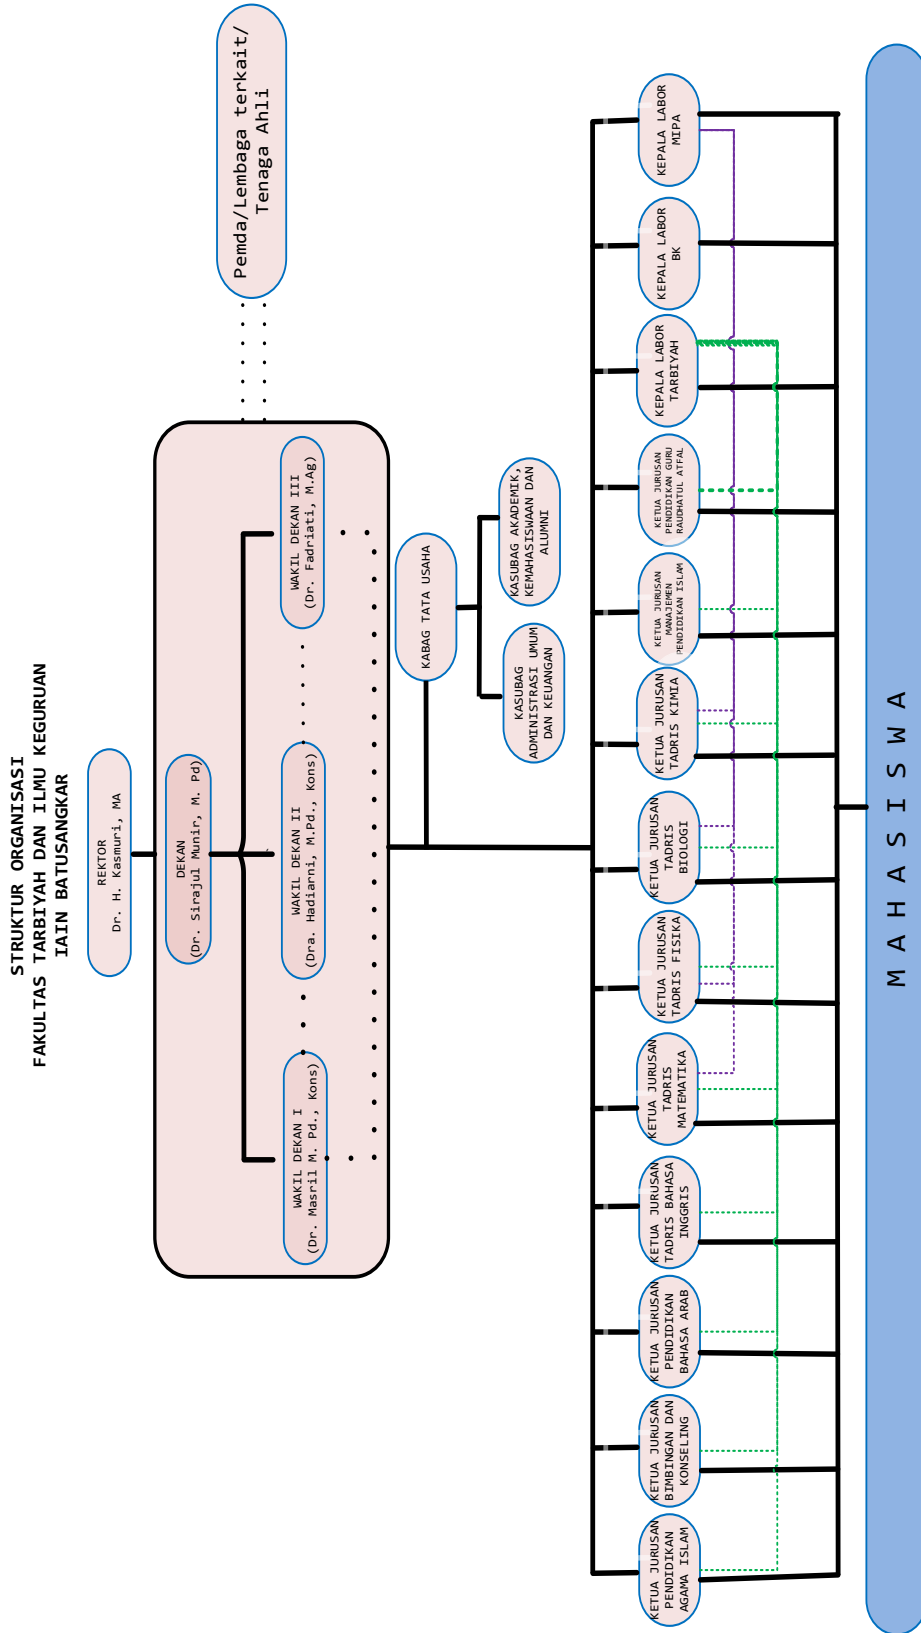 STRUKTUR ORGANISASI
FAKULTAS TARBIYAH DAN ILMU KEGURUAN
IAIN BATUSANGKAR
REKTOR
Dr. H. Kasmuri, MA
DEKAN
(Dr. Sirajul Munir, M. Pd)
WAKIL DEKAN I
(Dr. Masril M. Pd., Kons)
WAKIL DEKAN II
(Dra. Hadiarni, M.Pd., Kons)
WAKIL DEKAN III
(Dr. Fadriati, M.Ag)
Pemda/Lembaga terkait/
Tenaga Ahli
KABAG TATA USAHA
KASUBAG
ADMINISTRASI UMUM
DAN KEUANGAN
KASUBAG AKADEMIK,
KEMAHASISWAAN DAN
ALUMNI
KETUA JURUSAN
PENDIDIKAN
AGAMA ISLAM
KETUA JURUSAN
BIMBINGAN DAN
KONSELING
KETUA JURUSAN
PENDIDIKAN
BAHASA ARAB
KETUA JURUSAN
TADRIS BAHASA
INGGRIS
KETUA JURUSAN
TADRIS
MATEMATIKA
KETUA JURUSAN
TADRIS FISIKA
KETUA JURUSAN
TADRIS
BIOLOGI
KETUA JURUSAN
TADRIS KIMIA
KETUA JURUSAN
MANAJEMEN
PENDIDIKAN ISLAM
KETUA JURUSAN
PENDIDIKAN GURU
RAUDHATUL ATFAL
KEPALA LABOR
TARBIYAH
KEPALA LABOR
BK
KEPALA LABOR
MIPA
M A H A S I S W A